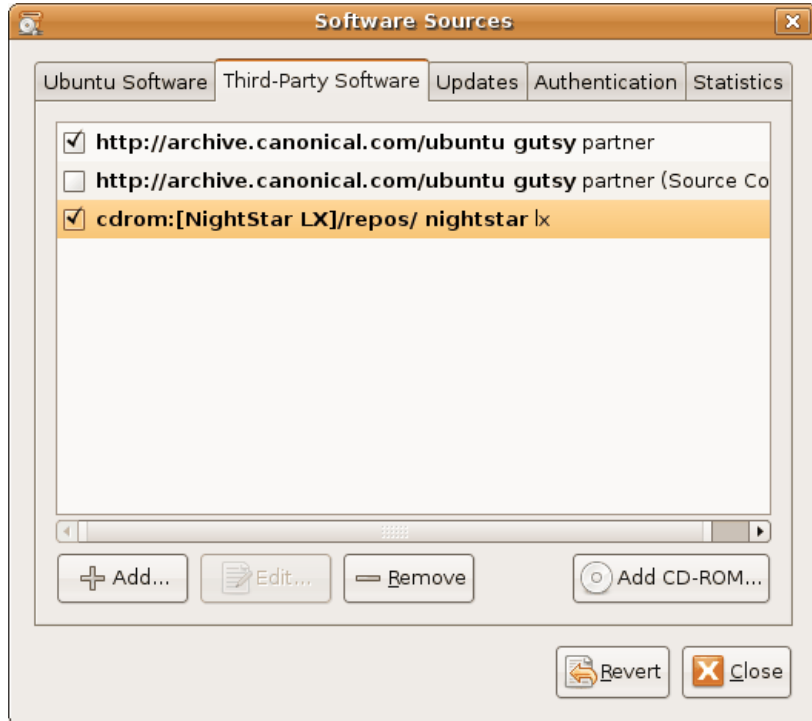 Software Sources
Ubuntu Software Third-Party Software Updates Authentication Statistics
http://archive.canonical.com/ubuntu gutsy partner
http://archive.canonical.com/ubuntu gutsy partner (Source Co
cdrom:[NightStar LX]/repos/ nightstar lx
Add... Edit... Remove Add CD-ROM...
Revert Close